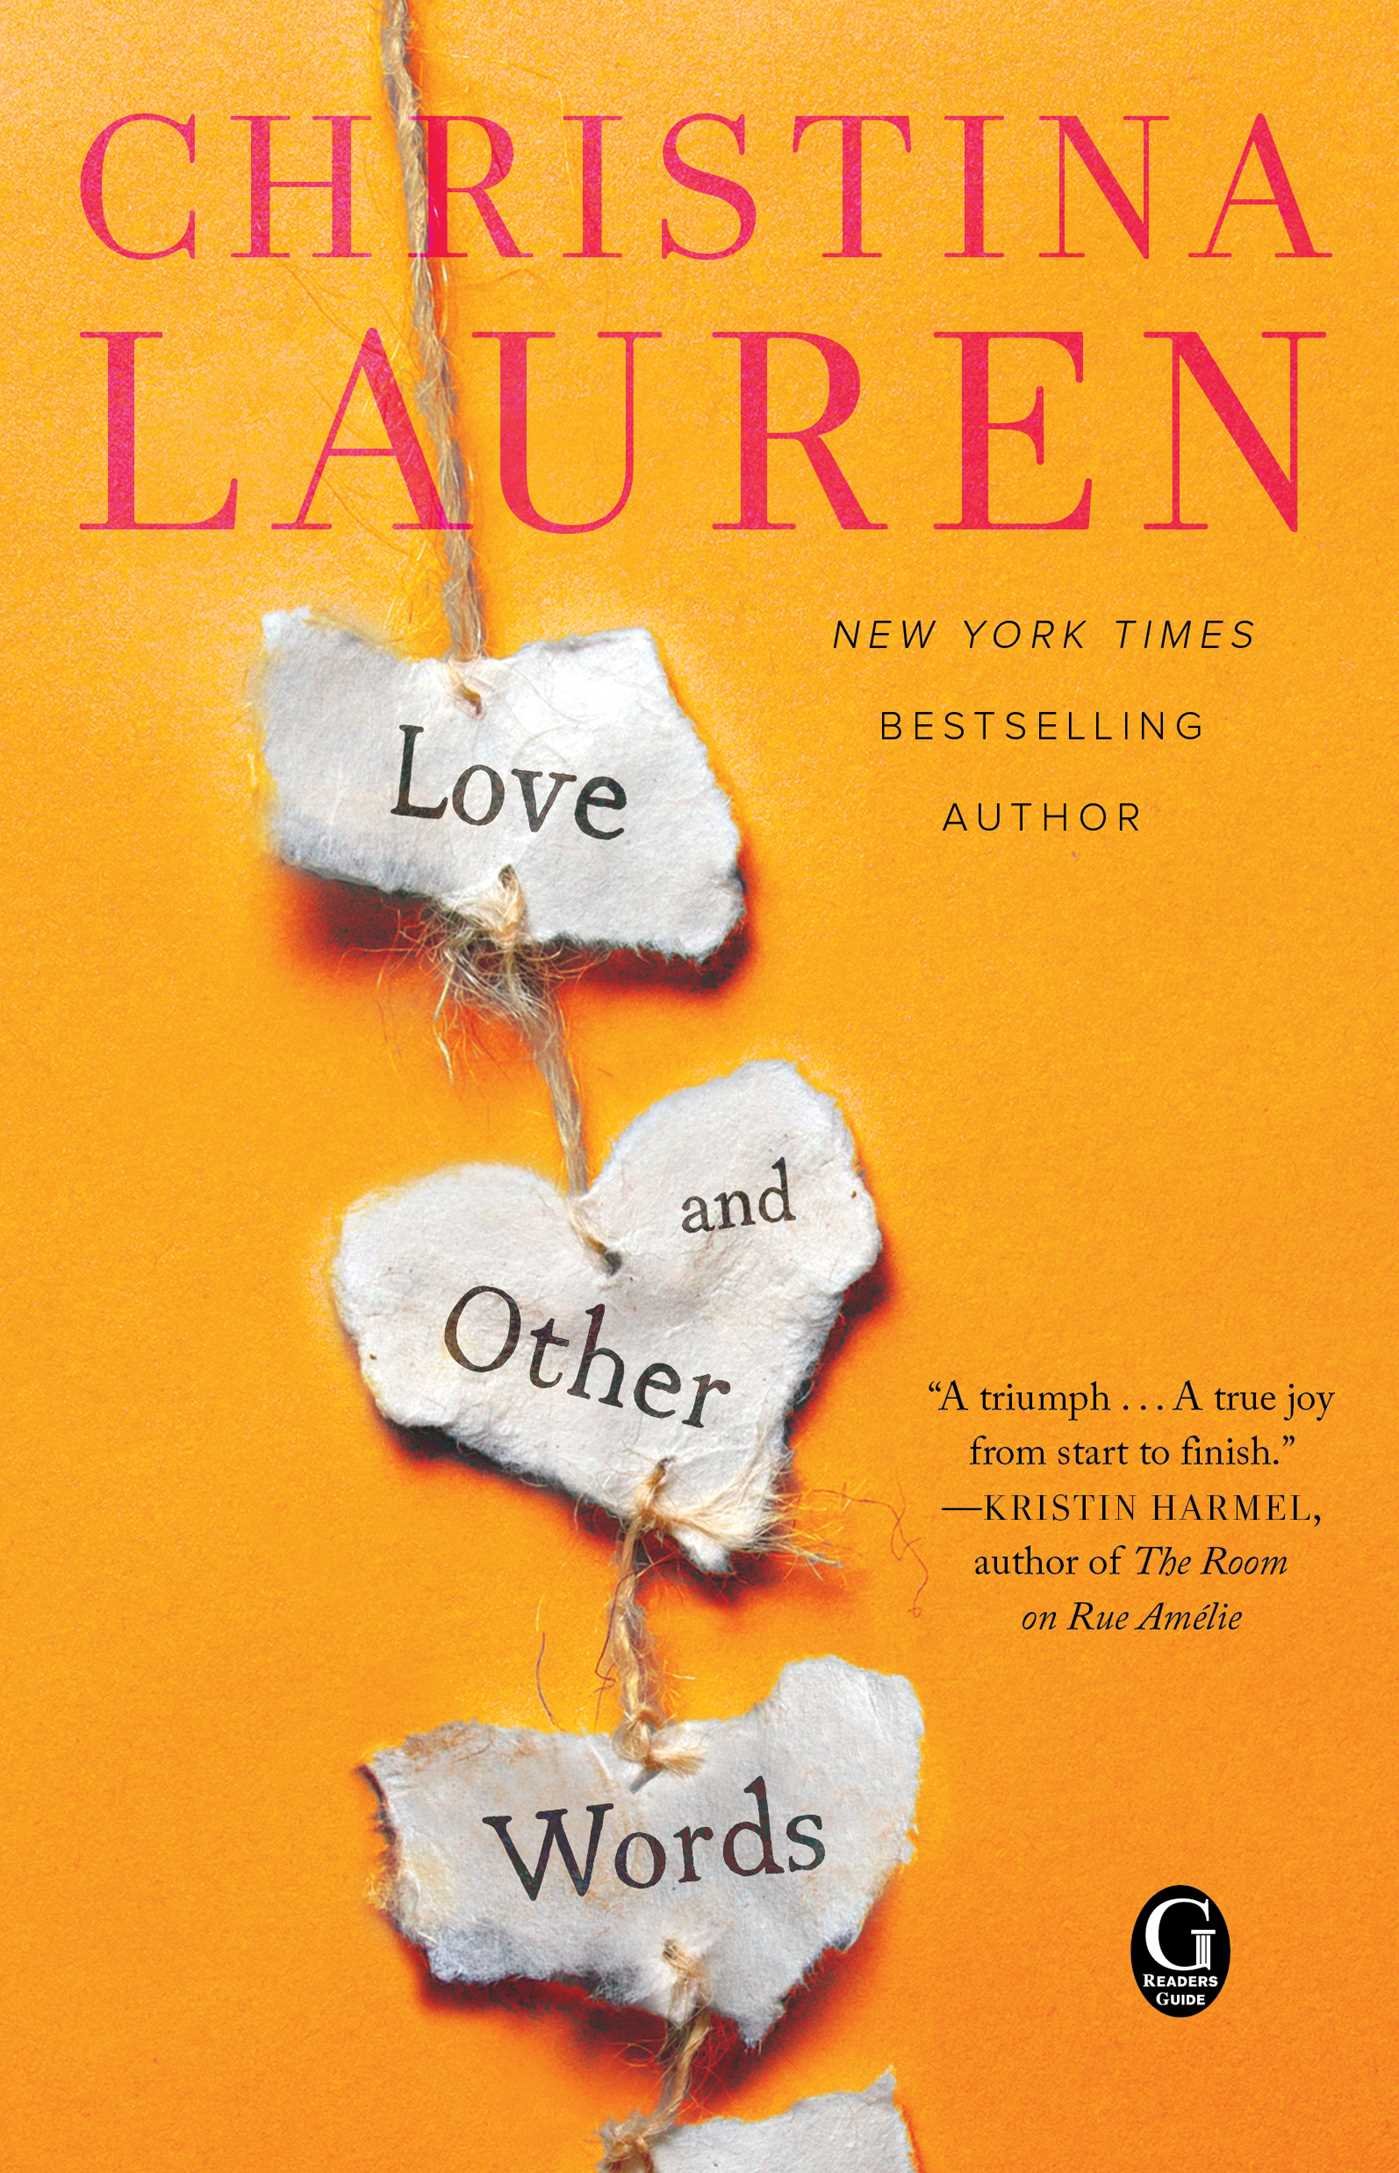 CHRISTINA
LAUREN
NEW YORK TIMES
BESTSELLING
AUTHOR
Love
and
Other
Words
“A triumph . . . A true joy
from start to finish.”
—KRISTIN HARMEL,
author of The Room
on Rue Amélie
G
READERS
GUIDE